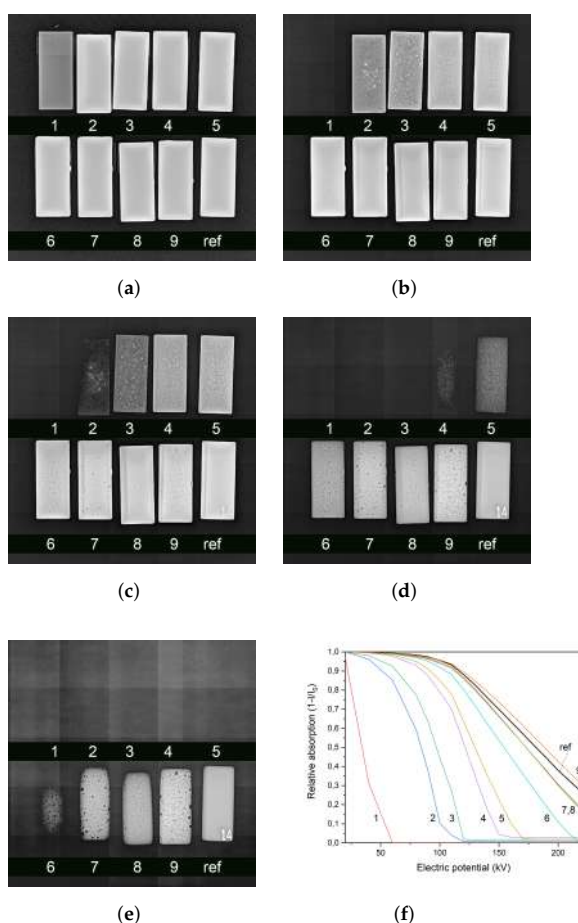 1 2 3 4 5
6 7 8 9 ref
(a)
1 2 3 4 5
6 7 8 9 ref
(b)
1 2 3 4 5
14
6 7 8 9 ref
(c)
1 2 3 4 5
14
6 7 8 9 ref
(d)
1 2 3 4 5
14
6 7 8 9 ref
(e)
1,0
0,9
0,8
0,7
0,6
0,5
0,4
0,3
0,2
0,1
0,0
Relative absorption (1-I/I0)
ref
9
7,8
1 2 3 4 5 6
50 100 150 200
Electric potential (kV)
(f)